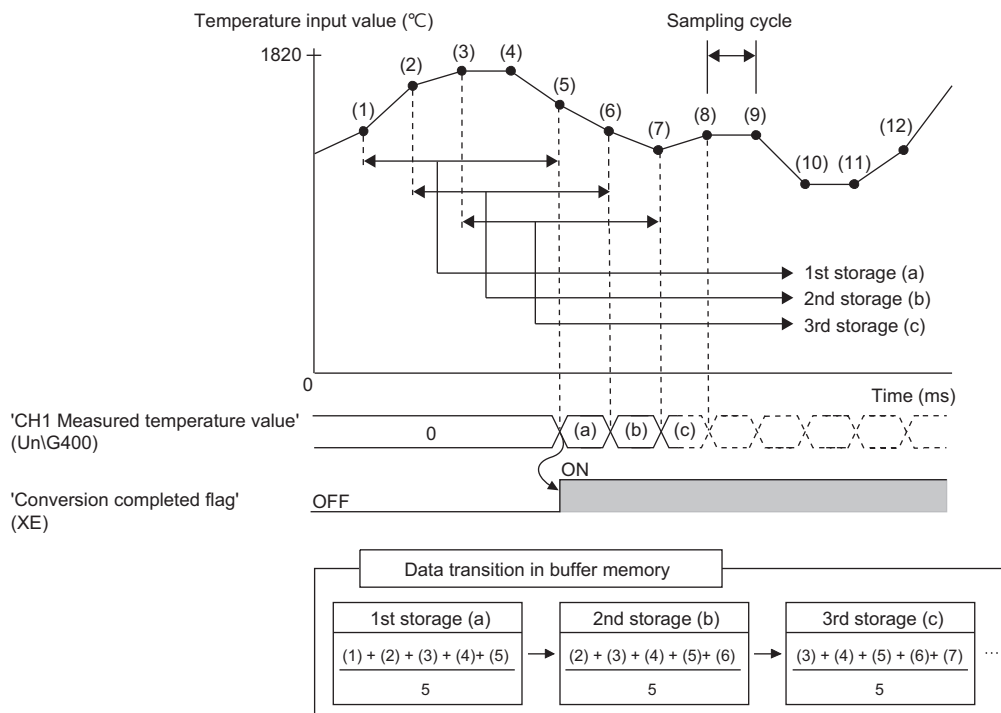 Temperature input value (℃)
Sampling cycle
1820
(1)
(2)
(3)
(4)
(5)
(6)
(7)
(8)
(9)
(10)
(11)
(12)
1st storage (a)
2nd storage (b)
3rd storage (c)
0
Time (ms)
'CH1 Measured temperature value'
(Un\G400)
0
(a)
(b)
(c)
ON
'Conversion completed flag'
(XE)
OFF
Data transition in buffer memory
1st storage (a)
(1) + (2) + (3) + (4)+ (5)
5
2nd storage (b)
(2) + (3) + (4) + (5)+ (6)
5
3rd storage (c)
(3) + (4) + (5) + (6)+ (7)
5
...